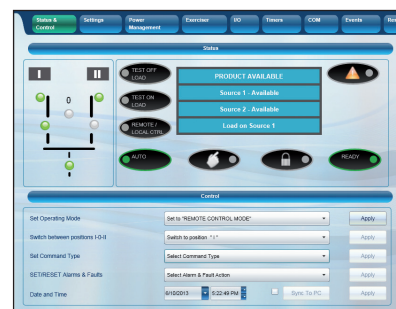 Status & Control
Settings
Power Management
Exerciser
I/O
Timers
COM
Events
Status
I
II
0
TEST OFF LOAD
TEST ON LOAD
REMOTE / LOCAL CTRL
PRODUCT AVAILABLE
Source 1 - Available
Source 2 - Available
Load on Source 1
AUTO
READY
Control
Set Operating Mode
Set to "REMOTE CONTROL MODE"
Apply
Switch between positions I-0-II
Switch to position
Apply
Set Command Type
Select Command Type
Apply
SET/RESET Alarms & Faults
Select Alarm & Fault Action
Apply
Date and Time
6/10/2013
5:22:49 PM
Sync To PC
Apply